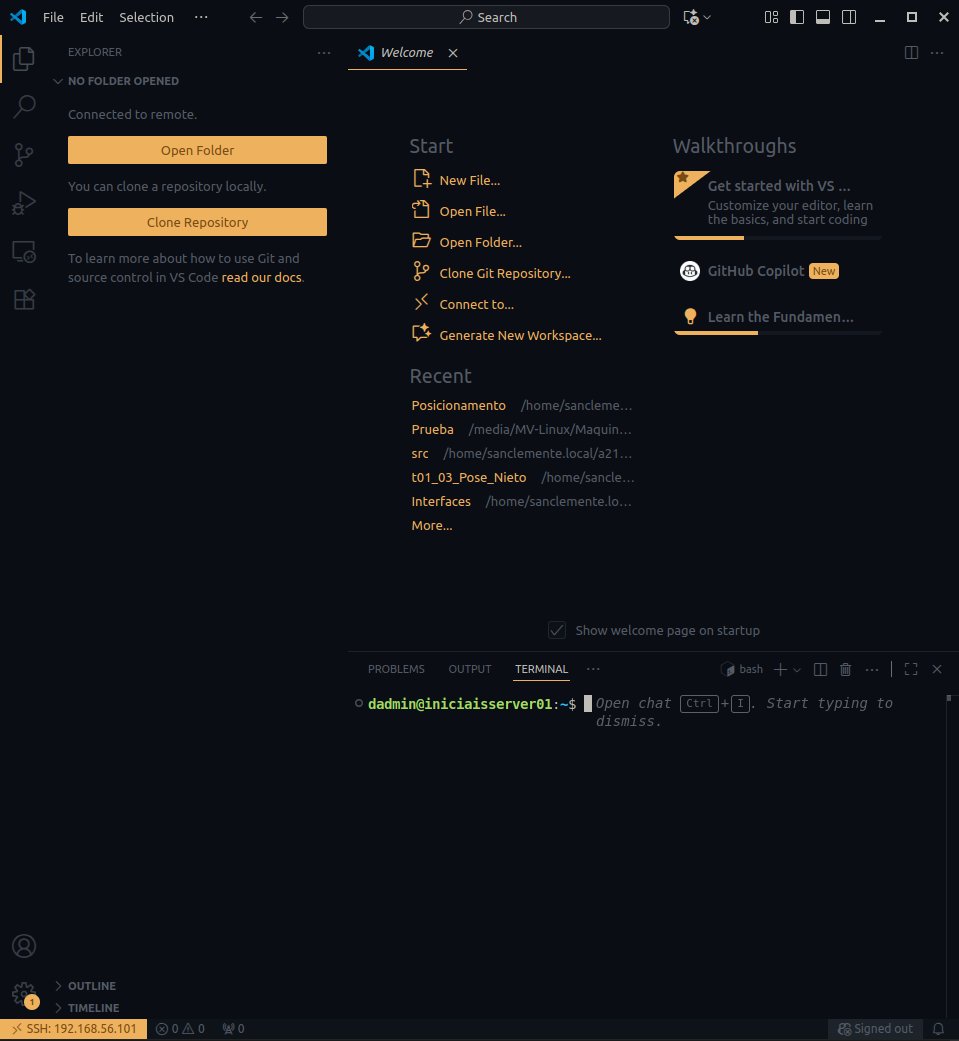 File Edit Selection ··· Search
EXPLORER ···
NO FOLDER OPENED
Connected to remote.
Open Folder
You can clone a repository locally.
Clone Repository
To learn more about how to use Git and
source control in VS Code read our docs.
OUTLINE
TIMELINE
Welcome
Start
New File...
Open File...
Open Folder...
Clone Git Repository...
Connect to...
Generate New Workspace...
Recent
Posicionamento /home/sancleme...
Prueba /media/MV-Linux/Maquin...
src /home/sanclemente.local/a21...
t01_03_Pose_Nieto /home/sancle...
Interfaces /home/sanclemente.lo...
More...
Walkthroughs
Get started with VS ...
Customize your editor, learn
the basics, and start coding
GitHub Copilot New
Learn the Fundamen...
Show welcome page on startup
PROBLEMS OUTPUT TERMINAL ··· bash
dadmin@iniciaisserver01:~$ Open chat Ctrl+I. Start typing to
dismiss.
1
SSH: 192.168.56.101 0 0 0 Signed out